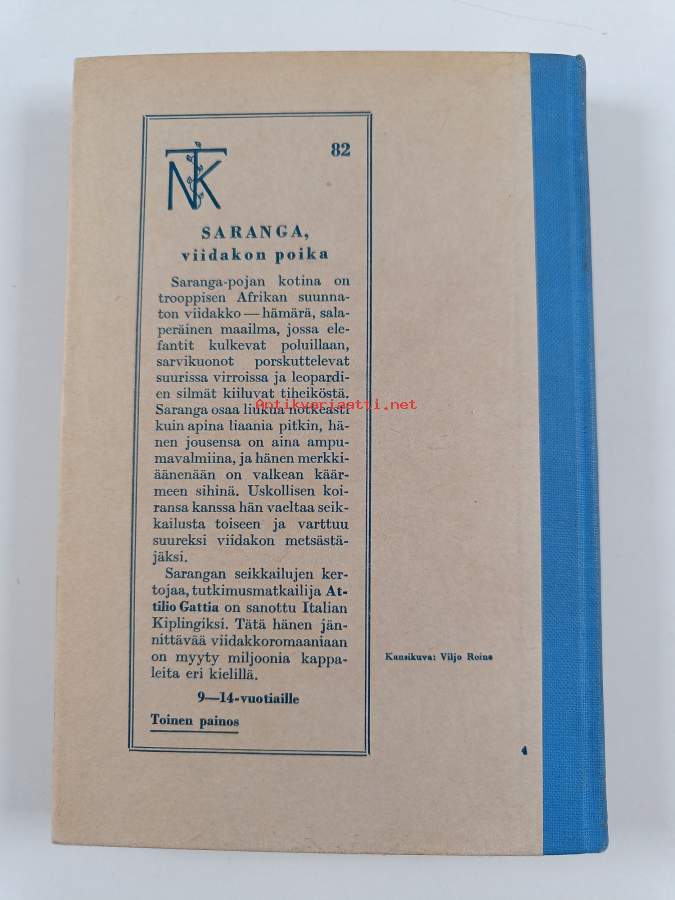 NTK
82
SARANGA,
viidakon poika
Saranga-pojan kotina on
trooppisen Afrikan suunna-
ton viidakko — hämärä, sala-
peräinen maailma, jossa ele-
fantit kulkevat poluillaan,
sarvikuonot porskuttelevat
suurissa virroissa ja leopardi-
en silmät kiiluvat tiheiköstä.
Antikvariaatti.net
Saranga osaa liukua notkeasti
kuin apina liaania pitkin, hä-
nen jousensa on aina ampu-
mavalmiina, ja hänen merkki-
äänenään on valkean käär-
meen sihinä. Uskollisen koi-
ransa kanssa hän vaeltaa seik-
kailusta toiseen ja varttuu
suureksi viidakon metsästä-
jäksi.
Sarangan seikkailujen ker-
tojaa, tutkimusmatkailija At-
tilio Gattia on sanottu Italian
Kiplingiksi. Tätä hänen jän-
nittävää viidakkoromaaniaan
on myyty miljoonia kappa-
leita eri kielillä.
9—14-vuotiaille
Toinen painos
Kansikuva: Viljo Roine
4